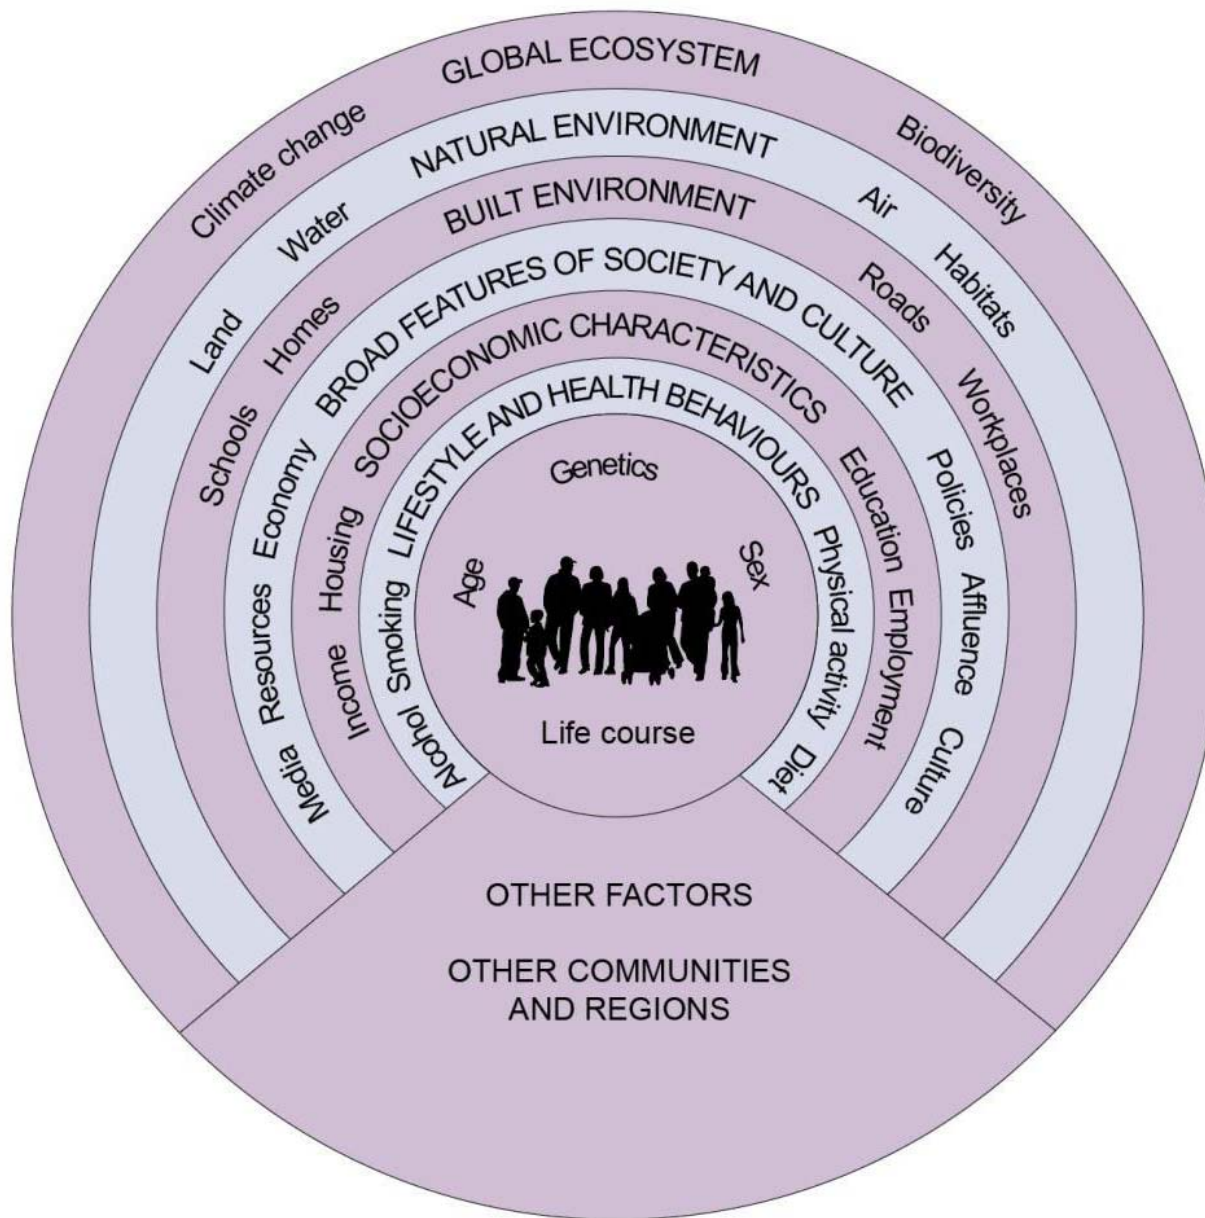 GLOBAL ECOSYSTEM
Climate change
Biodiversity
NATURAL ENVIRONMENT
Land
Water
Air
Habitats
BUILT ENVIRONMENT
Schools
Homes
Roads
Workplaces
BROAD FEATURES OF SOCIETY AND CULTURE
Media
Resources
Economy
Policies
Affluence
Culture
SOCIOECONOMIC CHARACTERISTICS
Income
Housing
Education
Employment
LIFESTYLE AND HEALTH BEHAVIOURS
Alcohol
Smoking
Physical activity
Diet
Genetics
Age
Sex
Life course
OTHER FACTORS
OTHER COMMUNITIES
AND REGIONS